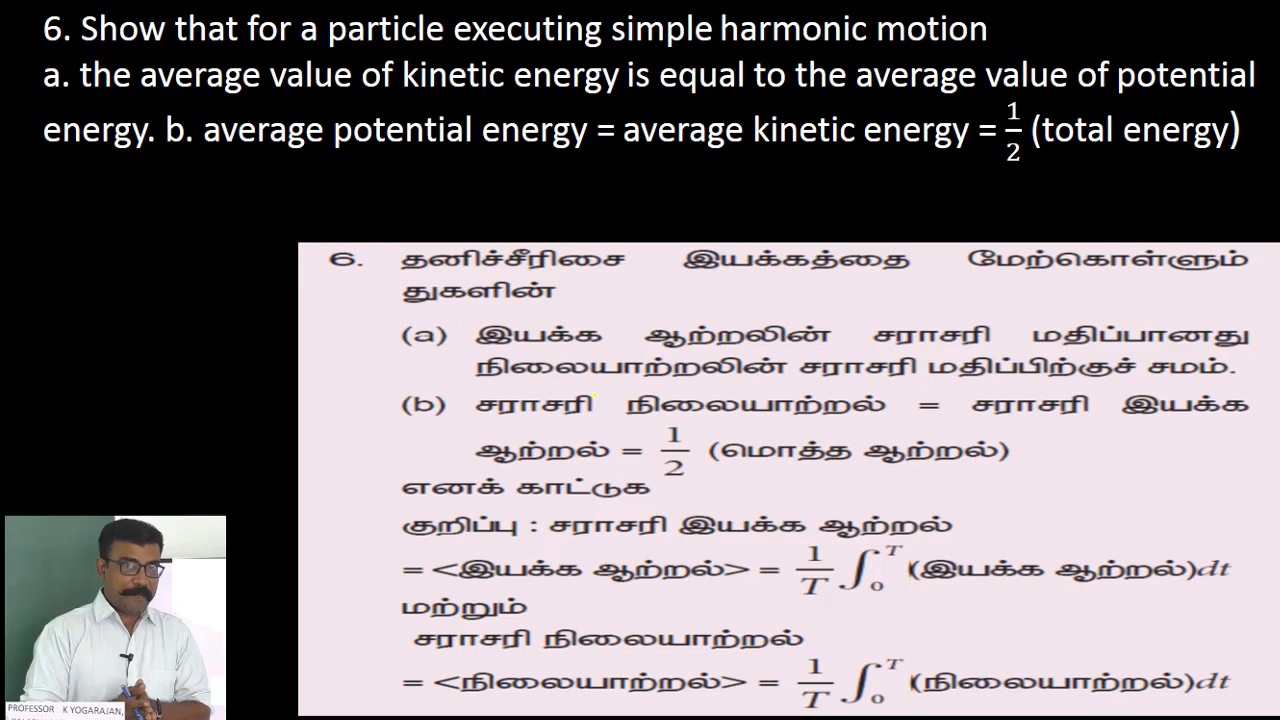 6. Show that for a particle executing simple harmonic motion
a. the average value of kinetic energy is equal to the average value of potential
energy. b. average potential energy = average kinetic energy = 1/2 (total energy)
6. தனிச்சீரிசை இயக்கத்தை மேற்கொள்ளும்
துகளின்
(a) இயக்க ஆற்றலின் சராசரி மதிப்பானது
நிலையாற்றலின் சராசரி மதிப்பிற்குச் சமம்.
(b) சராசரி நிலையாற்றல் = சராசரி இயக்க
ஆற்றல் = 1/2 (மொத்த ஆற்றல்)
எனக் காட்டுக
குறிப்பு : சராசரி இயக்க ஆற்றல்
= <இயக்க ஆற்றல்> = 1/T ∫₀ᵀ (இயக்க ஆற்றல்)dt
மற்றும்
சராசரி நிலையாற்றல்
= <நிலையாற்றல்> = 1/T ∫₀ᵀ (நிலையாற்றல்)dt
PROFESSOR K YOGARAJAN,